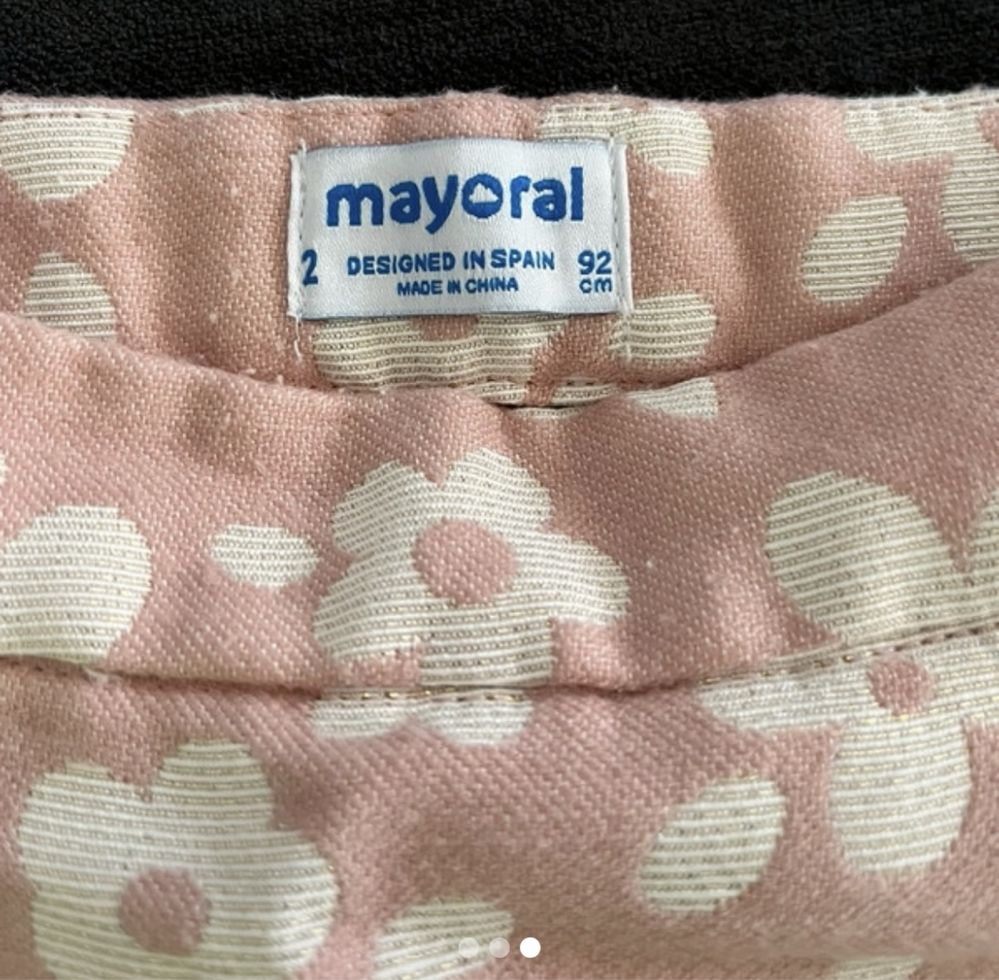 mayoral
2 DESIGNED IN SPAIN 92
MADE IN CHINA cm